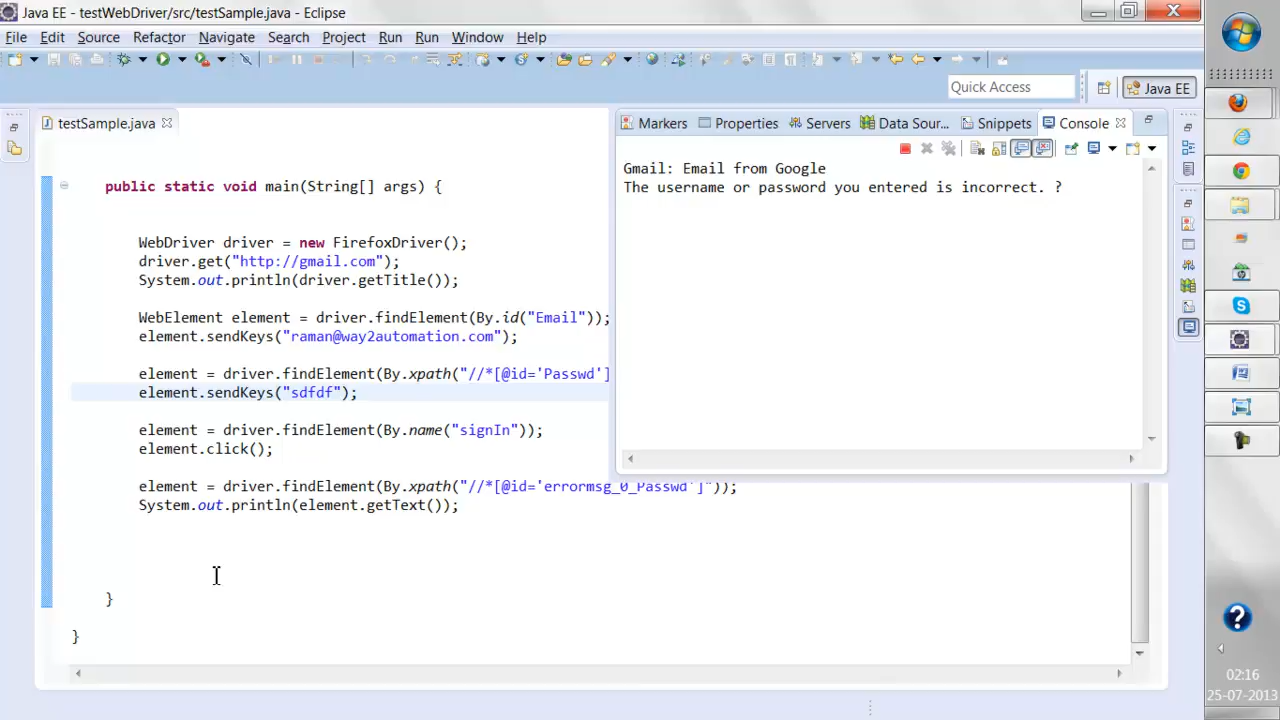 Java EE - testWebDriver/src/testSample.java - Eclipse
File Edit Source Refactor Navigate Search Project Run Run Window Help
Quick Access
Java EE
testSample.java
Markers Properties Servers Data Sour... Snippets Console
Gmail: Email from Google
The username or password you entered is incorrect. ?
public static void main(String[] args) {
WebDriver driver = new FirefoxDriver();
driver.get("http://gmail.com");
System.out.println(driver.getTitle());
WebElement element = driver.findElement(By.id("Email"));
element.sendKeys("raman@way2automation.com");
element = driver.findElement(By.xpath("//*[@id='Passwd']
element.sendKeys("sdfdf");
element = driver.findElement(By.name("signIn"));
element.click();
element = driver.findElement(By.xpath("//*[@id='errormsg_0_Passwd']"));
System.out.println(element.getText());
}
}
02:16
25-07-2013